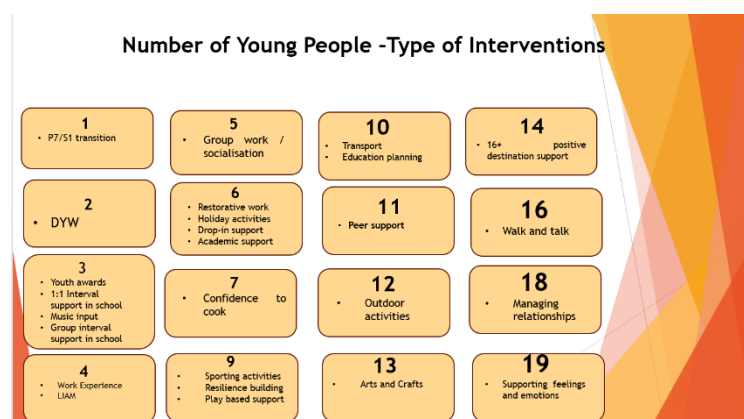 Number of Young People -Type of Interventions
1
• P7/S1 transition
2
• DYW
3
• Youth awards
• 1:1 Interval
support in school
• Music input
• Group interval
support in school
4
• Work Experience
• LIAM
5
• Group work /
socialisation
6
• Restorative work
• Holiday activities
• Drop-in support
• Academic support
7
• Confidence to
cook
9
• Sporting activities
• Resilience building
• Play based support
10
• Transport
• Education planning
11
• Peer support
12
• Outdoor
activities
13
• Arts and Crafts
14
• 16+ positive
destination support
16
• Walk and talk
18
• Managing
relationships
19
• Supporting feelings
and emotions